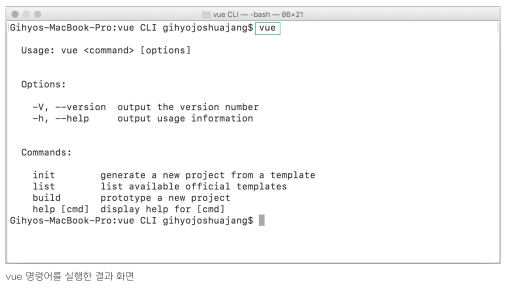 vue CLI — -bash — 86×21
Gihyos-MacBook-Pro:vue CLI gihyojoshuajang$ vue
Usage: vue <command> [options]
Options:
-V, --version  output the version number
-h, --help     output usage information
Commands:
init        generate a new project from a template
list        list available official templates
build       prototype a new project
help [cmd]  display help for [cmd]
Gihyos-MacBook-Pro:vue CLI gihyojoshuajang$
vue 명령어를 실행한 결과 화면